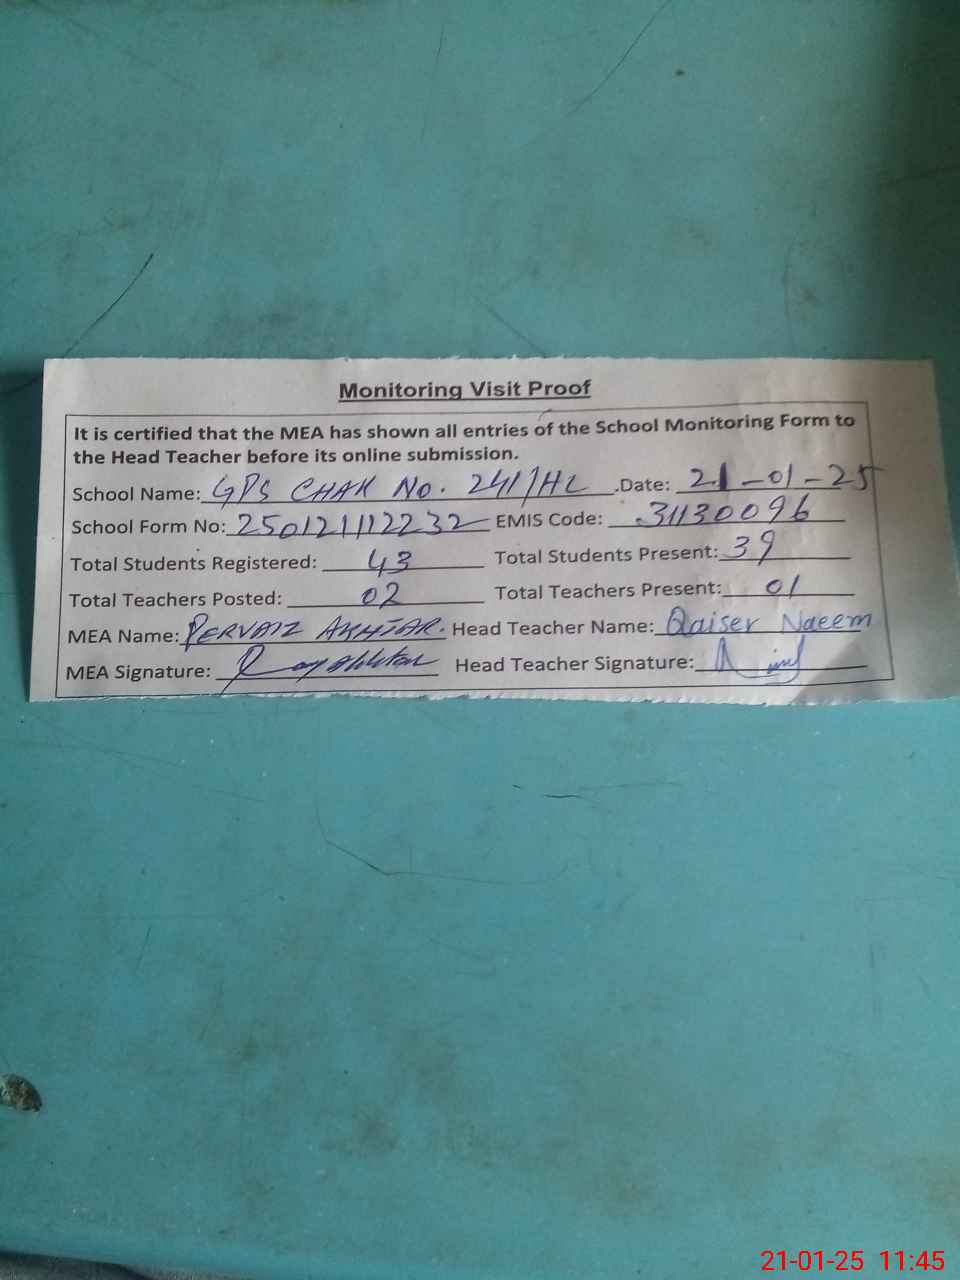 Monitoring Visit Proof
It is certified that the MEA has shown all entries of the School Monitoring Form to
the Head Teacher before its online submission.
School Name: GPS CHAK No. 241/HL .Date: 21-01-25
School Form No: 250121112232 EMIS Code: 31130096
Total Students Registered: 43 Total Students Present: 39
Total Teachers Posted: 02 Total Teachers Present: 01
MEA Name: PERVAIZ AKHTAR. Head Teacher Name: Qaiser Naeem
MEA Signature: Head Teacher Signature:
21-01-25 11:45